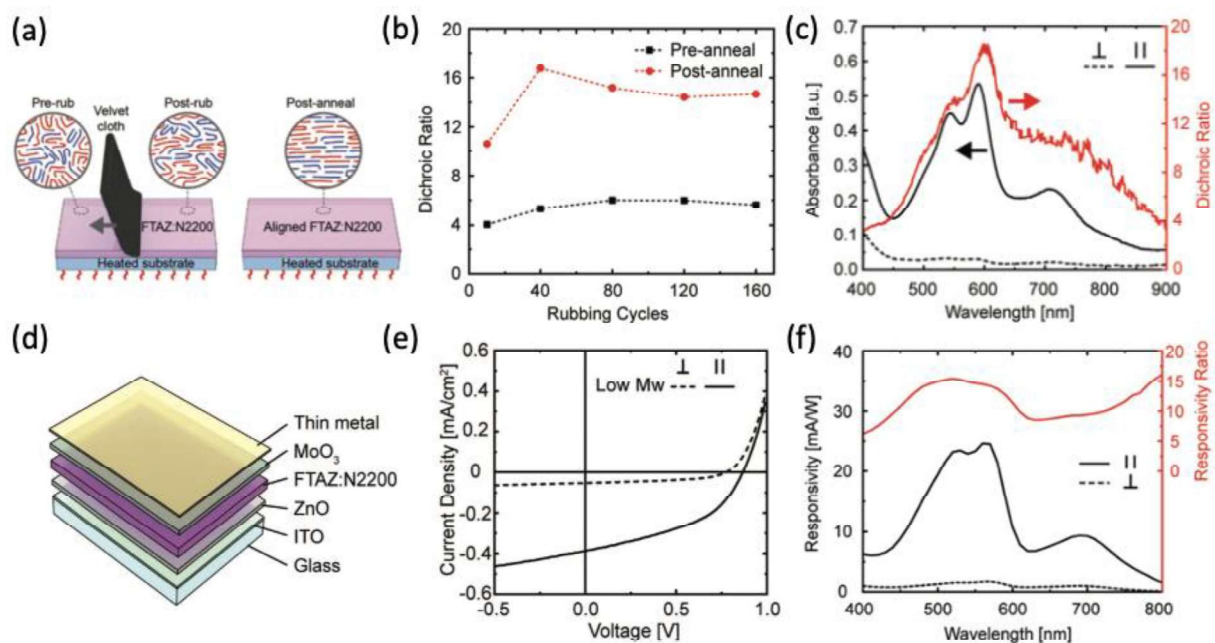 (a)
Pre-rub
Velvet
cloth
Post-rub
Post-anneal
FTAZ:N2200
Aligned FTAZ:N2200
Heated substrate
Heated substrate
(b)
20
16
12
8
4
0
Dichroic Ratio
Pre-anneal
Post-anneal
0 40 80 120 160
Rubbing Cycles
(c)
0.7
0.6
0.5
0.4
0.3
0.2
0.1
0.0
Absorbance [a.u.]
⊥ ||
20
16
12
8
4
0
Dichroic Ratio
400 500 600 700 800 900
Wavelength [nm]
(d)
Thin metal
MoO3
FTAZ:N2200
ZnO
ITO
Glass
(e)
0.6
0.4
0.2
0
-0.2
-0.4
-0.6
Current Density [mA/cm²]
⊥ ||
Low Mw
-0.5 0.0 0.5 1.0
Voltage [V]
(f)
40
30
20
10
0
Responsivity [mA/W]
||
⊥
20
15
10
5
0
Responsivity Ratio
400 500 600 700 800
Wavelength [nm]